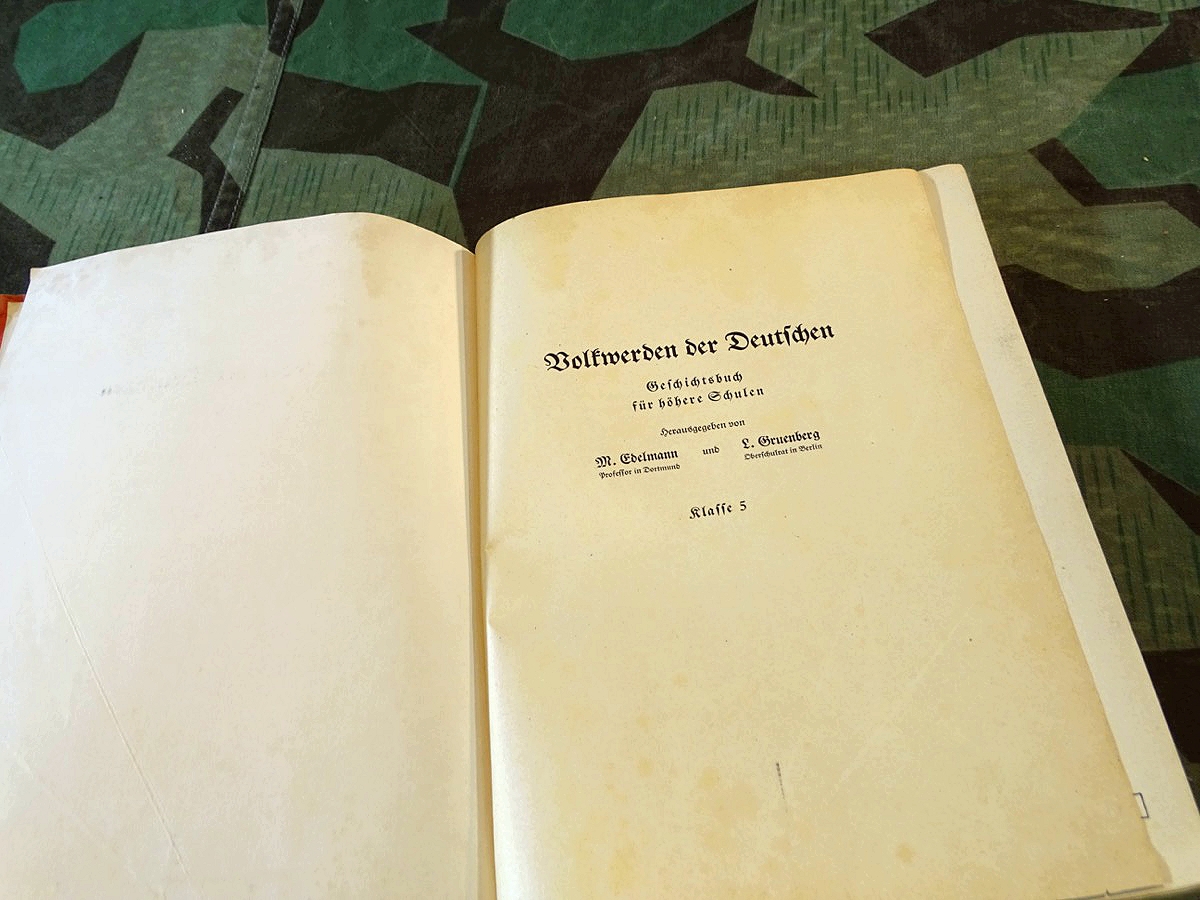 Volkwerden der Deutschen
Geschichtsbuch
für höhere Schulen
Herausgegeben von
M. Edelmann und L. Gruenberg
Professor in Dortmund Oberschulrat in Berlin
Klasse 5